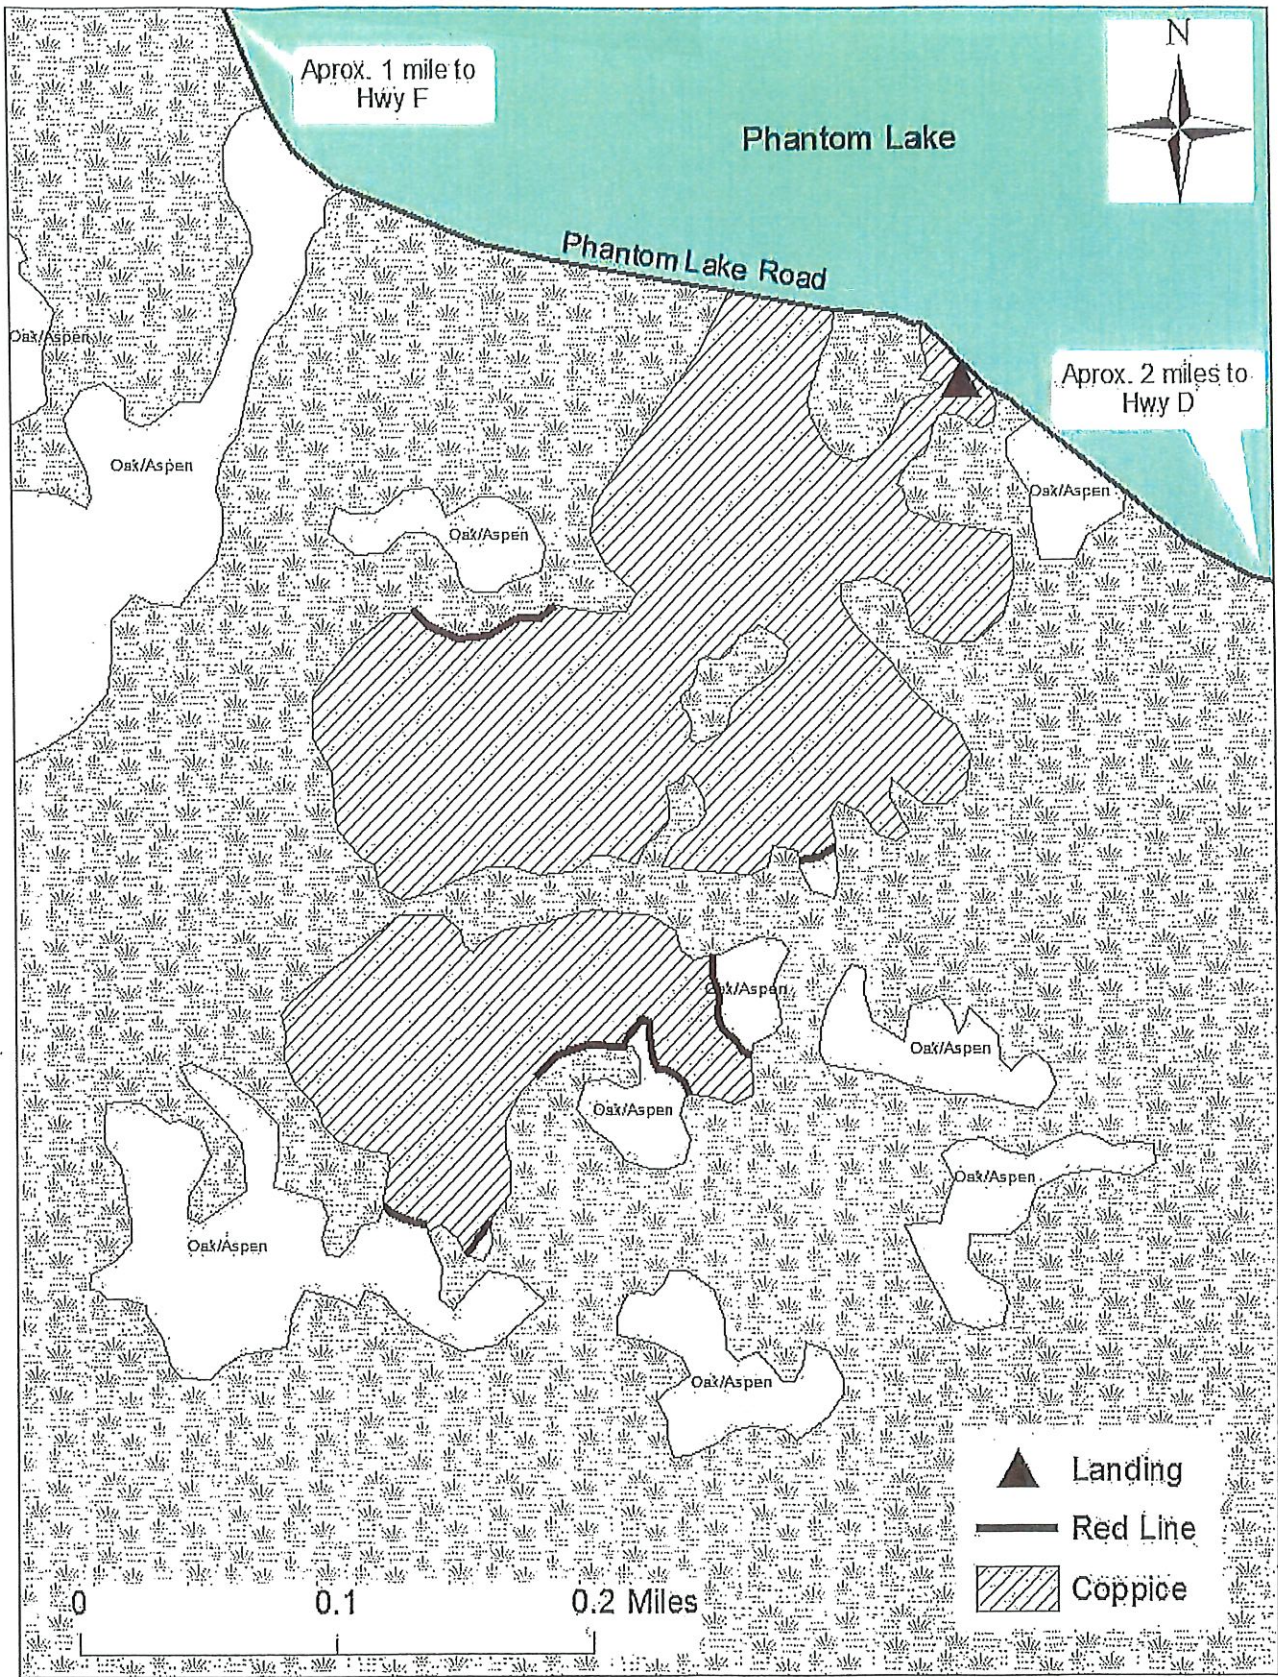 N
Aprox. 1 mile to
Hwy F
Phantom Lake
Phantom Lake Road
Oak/Aspen
Aprox. 2 miles to
Hwy D
Oak/Aspen
Oak/Aspen
Oak/Aspen
Oak/Aspen
Oak/Aspen
Oak/Aspen
Oak/Aspen
Oak/Aspen
Oak/Aspen
Landing
Red Line
Coppice
0 0.1 0.2 Miles